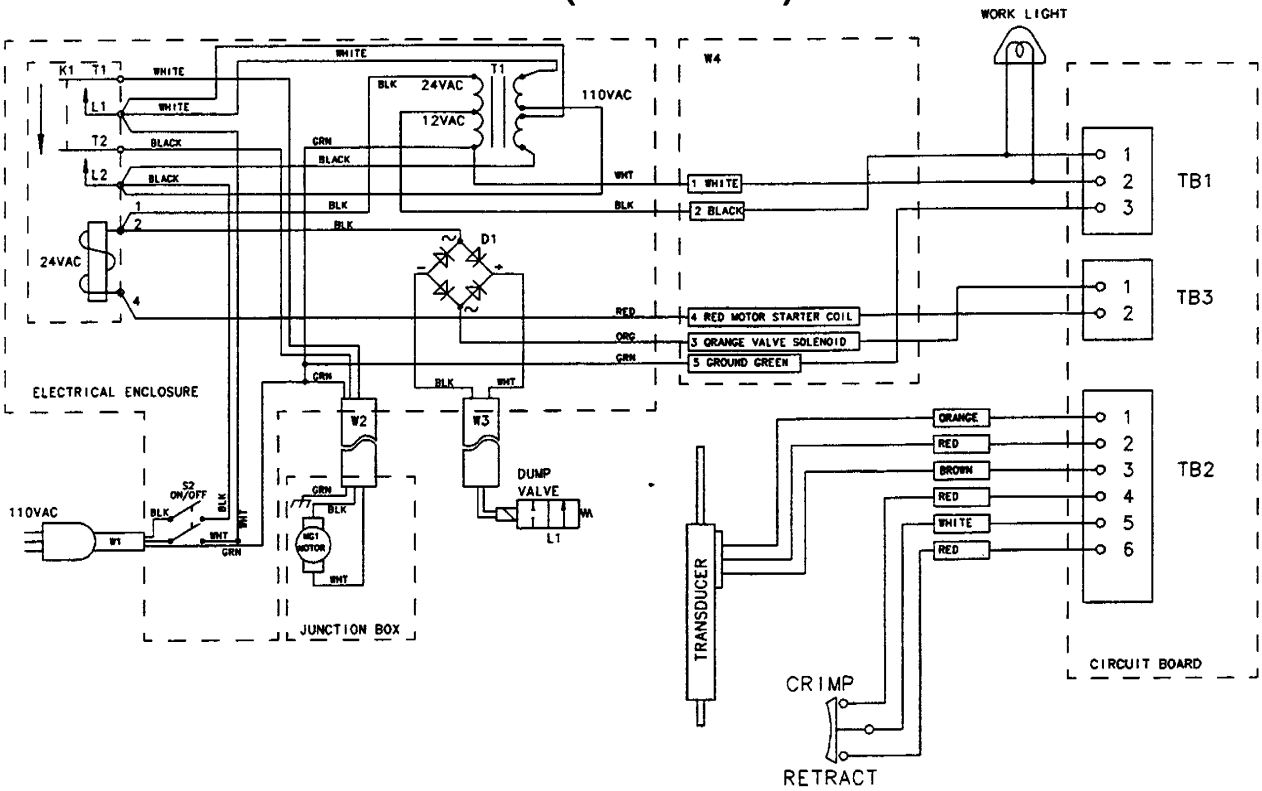 WORK LIGHT
WHITE
W4
K1 T1
WHITE
T1
BLK
24VAC
110VAC
L1
WHITE
12VAC
GRN
T2
BLACK
BLACK
1
TB1
2
3
L2
BLACK
WHT
1 WHITE
1
BLK
BLK
2 BLACK
2
BLK
D1
24VAC
-
+
4
1
TB3
2
RED
4 RED MOTOR STARTER COIL
ORG
3 ORANGE VALVE SOLENOID
GRN
5 GROUND GREEN
GRN
BLK
WHT
ELECTRICAL ENCLOSURE
W2
W3
ORANGE
1
RED
2
BROWN
3
TB2
RED
4
WHITE
5
RED
6
DUMP
VALVE
L1
S2
ON/OFF
BLK
WHT
110VAC
BLK
W1
WHT
GRN
GRN
BLK
MG1
MOTOR
WHT
JUNCTION BOX
TRANSDUCER
CIRCUIT BOARD
CRIMP
RETRACT